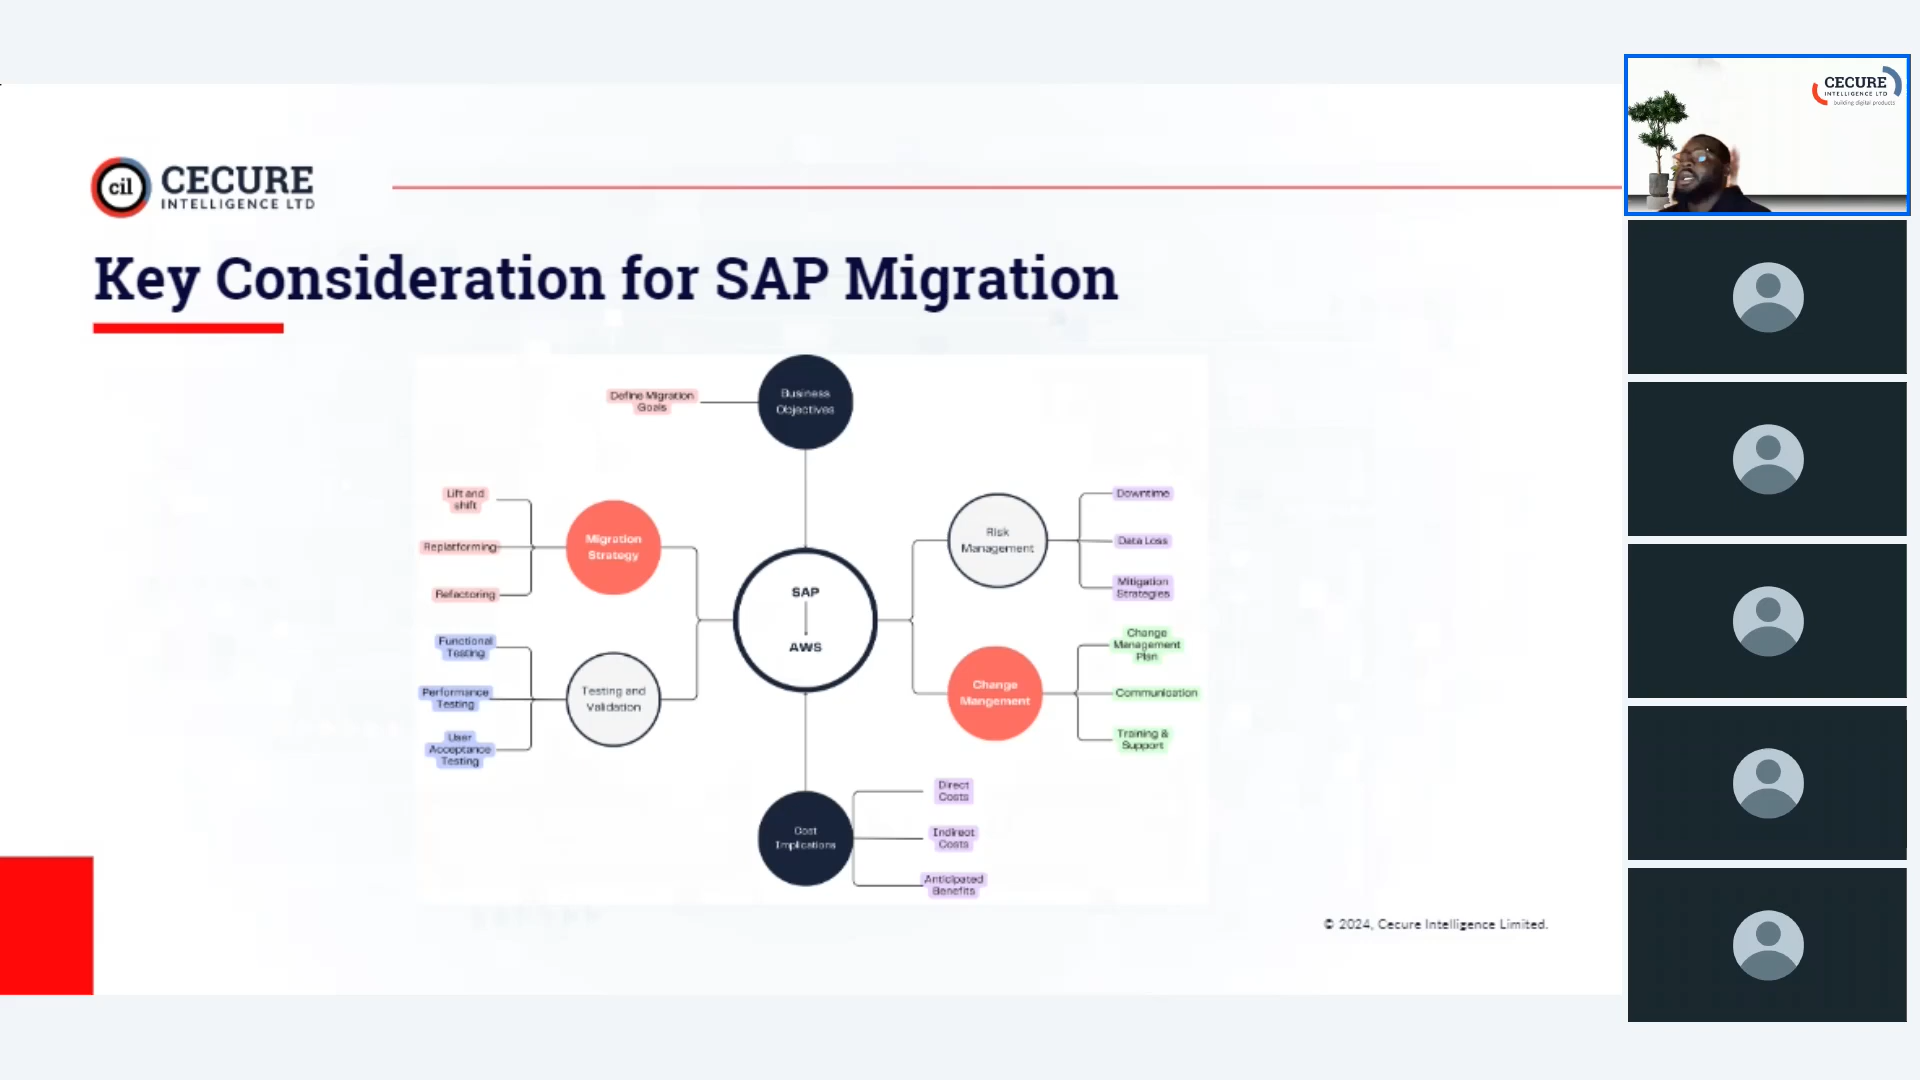 cil CECURE
INTELLIGENCE LTD
Key Consideration for SAP Migration
Define Migration
Goals
Business
Objectives
Lift and
shift
Replatforming
Refactoring
Migration
Strategy
Functional
Testing
Performance
Testing
User
Acceptance
Testing
Testing and
Validation
SAP
AWS
Risk
Management
Downtime
Data Loss
Mitigation
Strategies
Change
Mangement
Change
Management
Plan
Communication
Training &
Support
Cost
Implications
Direct
Costs
Indirect
Costs
Anticipated
Benefits
© 2024, Cecure Intelligence Limited.
CECURE
INTELLIGENCE LTD
building digital products